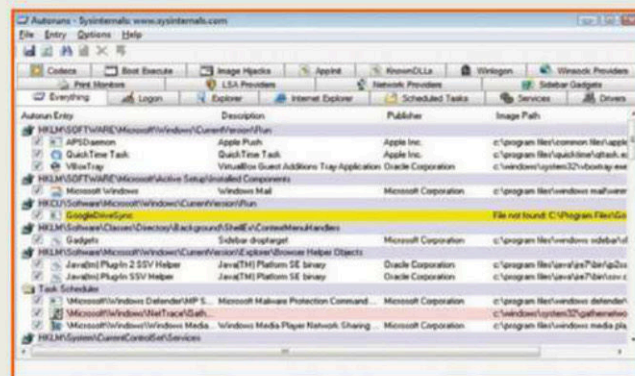 Autoruns - Sysinternals: www.sysinternals.com
File Entry Options Help
Codecs Boot Execute Image Hijacks AppInit KnownDLLs Winlogon Winsock Providers
Print Monitors LSA Providers Network Providers Sidebar Gadgets
Everything Logon Explorer Internet Explorer Scheduled Tasks Services Drivers
Autorun Entry Description Publisher Image Path
HKLM\SOFTWARE\Microsoft\Windows\CurrentVersion\Run
APSDaemon Apple Push Apple Inc. c:\program files\common files\apple
QuickTime Task QuickTime Task Apple Inc. c:\program files\quicktime\qttask.ex
VBoxTray VirtualBox Guest Additions Tray Application Oracle Corporation c:\windows\system32\vboxtray.exe
HKLM\SOFTWARE\Microsoft\Active Setup\Installed Components
Microsoft Windows Windows Mail Microsoft Corporation c:\program files\windows mail\winm
HKCU\Software\Microsoft\Windows\CurrentVersion\Run
GoogleDriveSync File not found: C:\Program Files\Go
HKLM\Software\Classes\Directory\Background\ShellEx\ContextMenuHandlers
Gadgets Sidebar droptarget Microsoft Corporation c:\program files\windows sidebar\s
HKLM\Software\Microsoft\Windows\CurrentVersion\Explorer\Browser Helper Objects
Java(tm) Plug-In 2 SSV Helper Java(TM) Platform SE binary Oracle Corporation c:\program files\java\jre7\bin\jp2ss
Java(tm) Plug-In SSV Helper Java(TM) Platform SE binary Oracle Corporation c:\program files\java\jre7\bin\ssv.c
Task Scheduler
\Microsoft\Windows Defender\MP S... Microsoft Malware Protection Command... Microsoft Corporation c:\program files\windows defender\
\Microsoft\Windows\NetTrace\Gath... c:\windows\system32\gathernetwo
\Microsoft\Windows\Windows Media... Windows Media Player Network Sharing... Microsoft Corporation c:\program files\windows media pla
HKLM\System\CurrentControlSet\Services